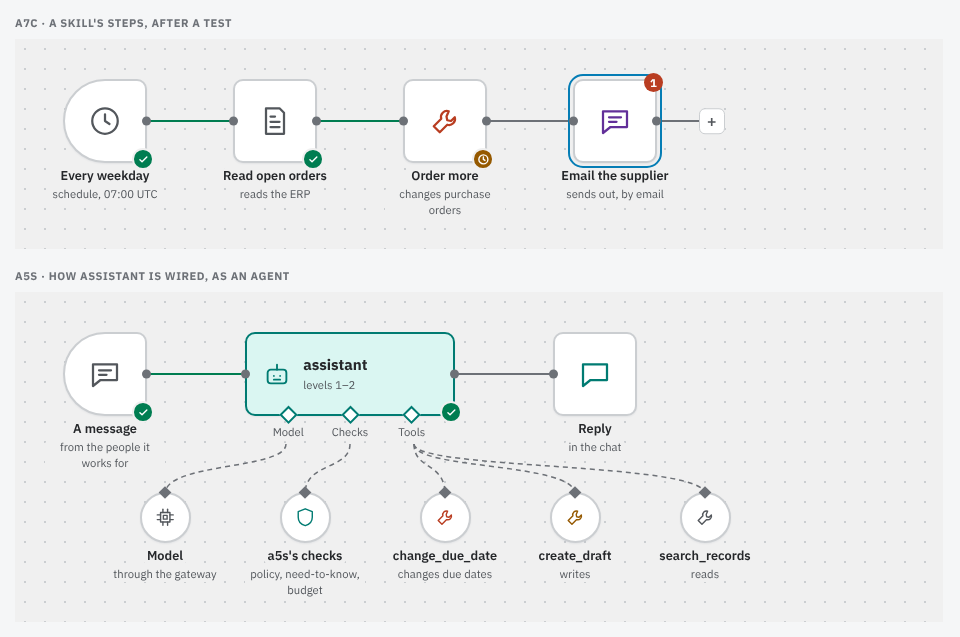 A7C · A SKILL'S STEPS, AFTER A TEST
1
+
Every weekday
schedule, 07:00 UTC
Read open orders
reads the ERP
Order more
changes purchase
orders
Email the supplier
sends out, by email
A5S · HOW ASSISTANT IS WIRED, AS AN AGENT
assistant
levels 1–2
Model
Checks
Tools
A message
from the people it
works for
Reply
in the chat
Model
through the gateway
a5s's checks
policy, need-to-know,
budget
change_due_date
changes due dates
create_draft
writes
search_records
reads